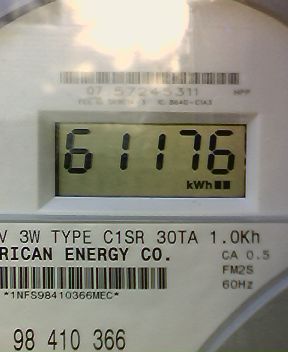 07 57245311 HPP
61176
kWh
V 3W TYPE C1SR 30TA 1.0Kh
RICAN ENERGY CO. CA 0.5
FM2S
*1NFS98410366MEC* 60Hz
98 410 366